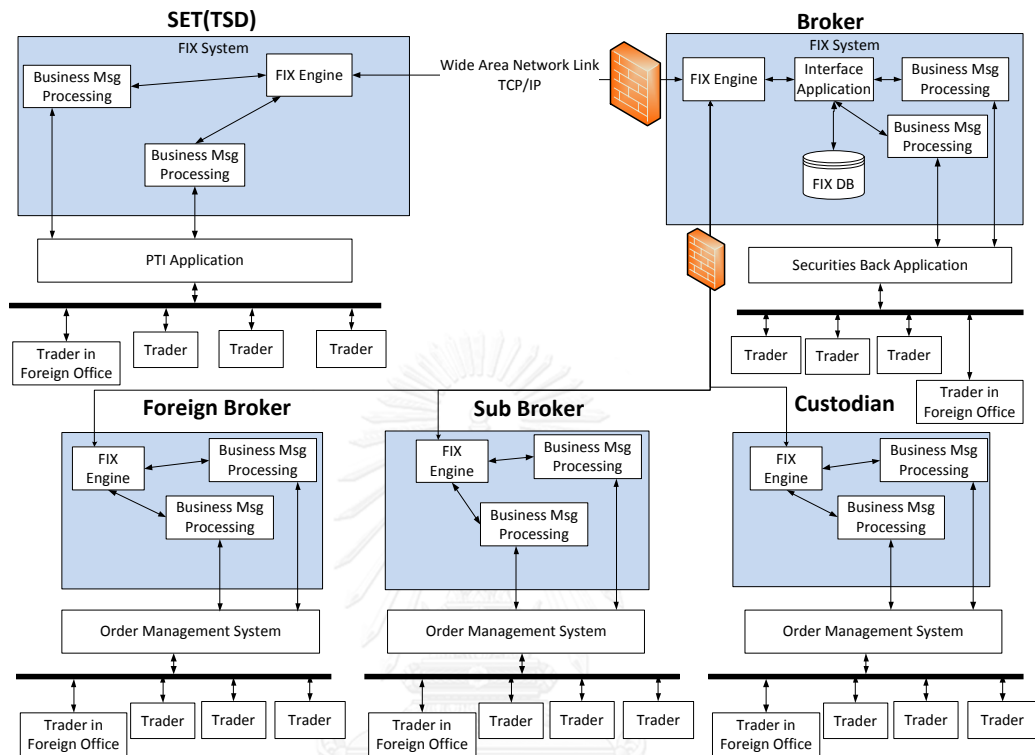 SET(TSD)
FIX System
Business Msg
Processing
FIX Engine
Business Msg
Processing
PTI Application
Trader in
Foreign Office
Trader
Trader
Trader
Wide Area Network Link
TCP/IP
Broker
FIX System
FIX Engine
Interface
Application
Business Msg
Processing
Business Msg
Processing
FIX DB
Securities Back Application
Trader
Trader
Trader
Trader in
Foreign Office
Foreign Broker
FIX
Engine
Business Msg
Processing
Business Msg
Processing
Order Management System
Trader in
Foreign Office
Trader
Trader
Trader
Sub Broker
FIX
Engine
Business Msg
Processing
Business Msg
Processing
Order Management System
Trader in
Foreign Office
Trader
Trader
Trader
Custodian
FIX
Engine
Business Msg
Processing
Business Msg
Processing
Order Management System
Trader in
Foreign Office
Trader
Trader
Trader